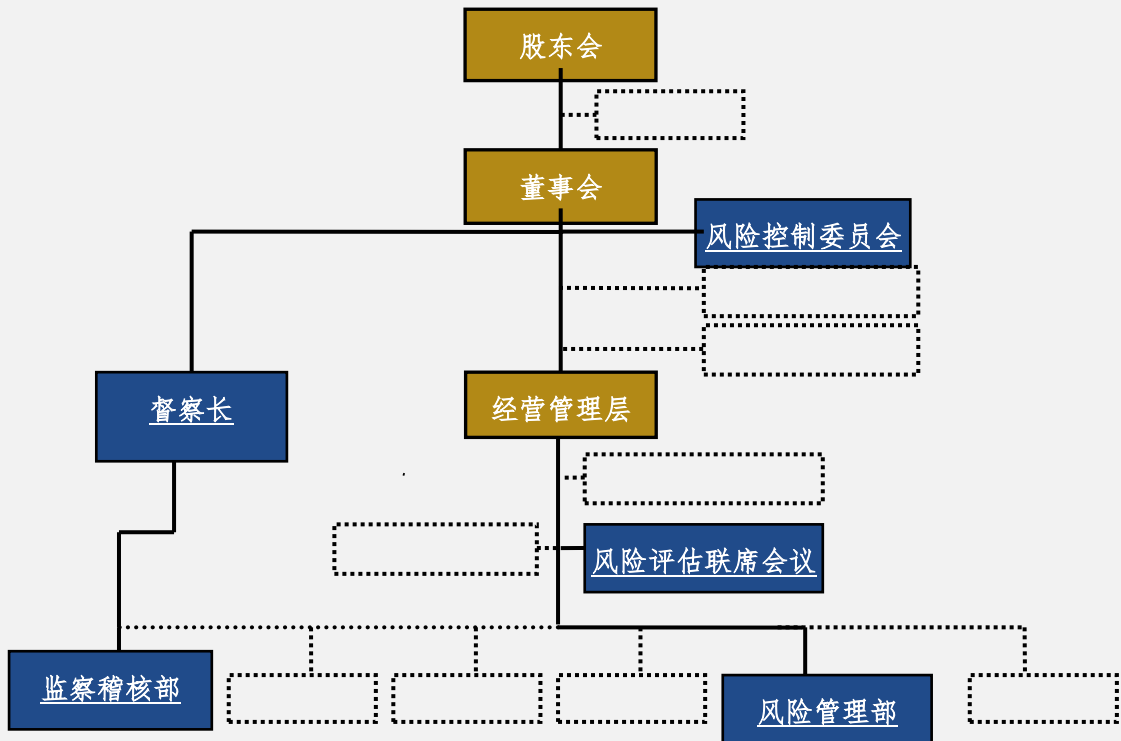 股东会
董事会
风险控制委员会
督察长
经营管理层
风险评估联席会议
监察稽核部
风险管理部